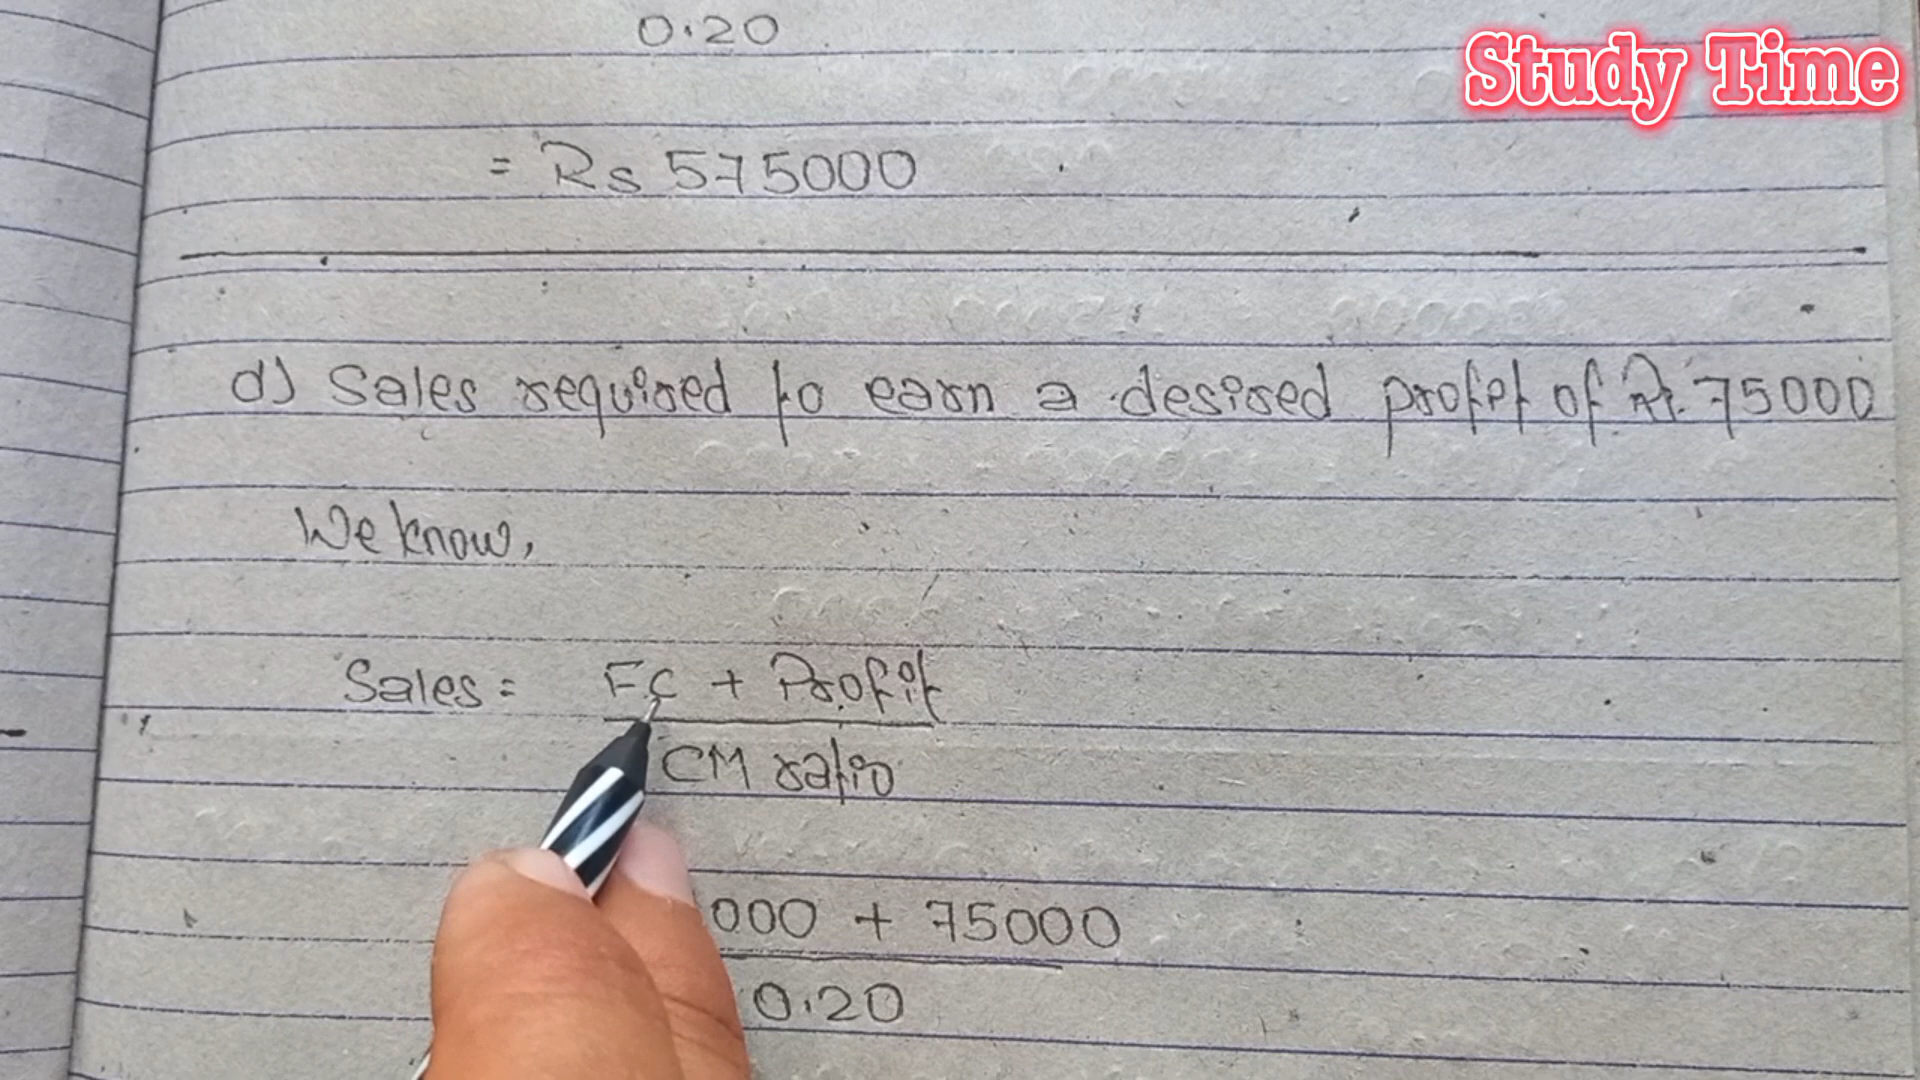 0.20
Study Time
= Rs 575000
d) Sales required to earn a desired profit of Rs. 75000
We know,
Sales = FC + Profit
CM ratio
000 + 75000
0.20